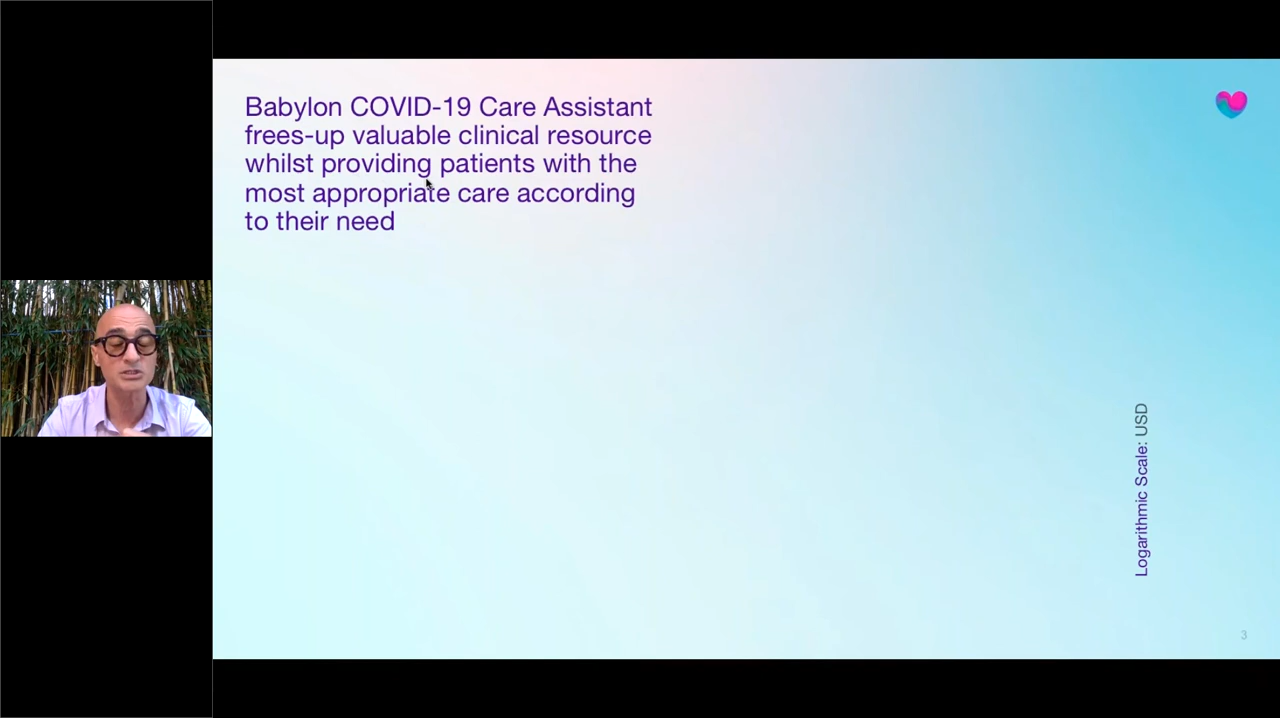 Babylon COVID-19 Care Assistant
frees-up valuable clinical resource
whilst providing patients with the
most appropriate care according
to their need
Logarithmic Scale: USD
3